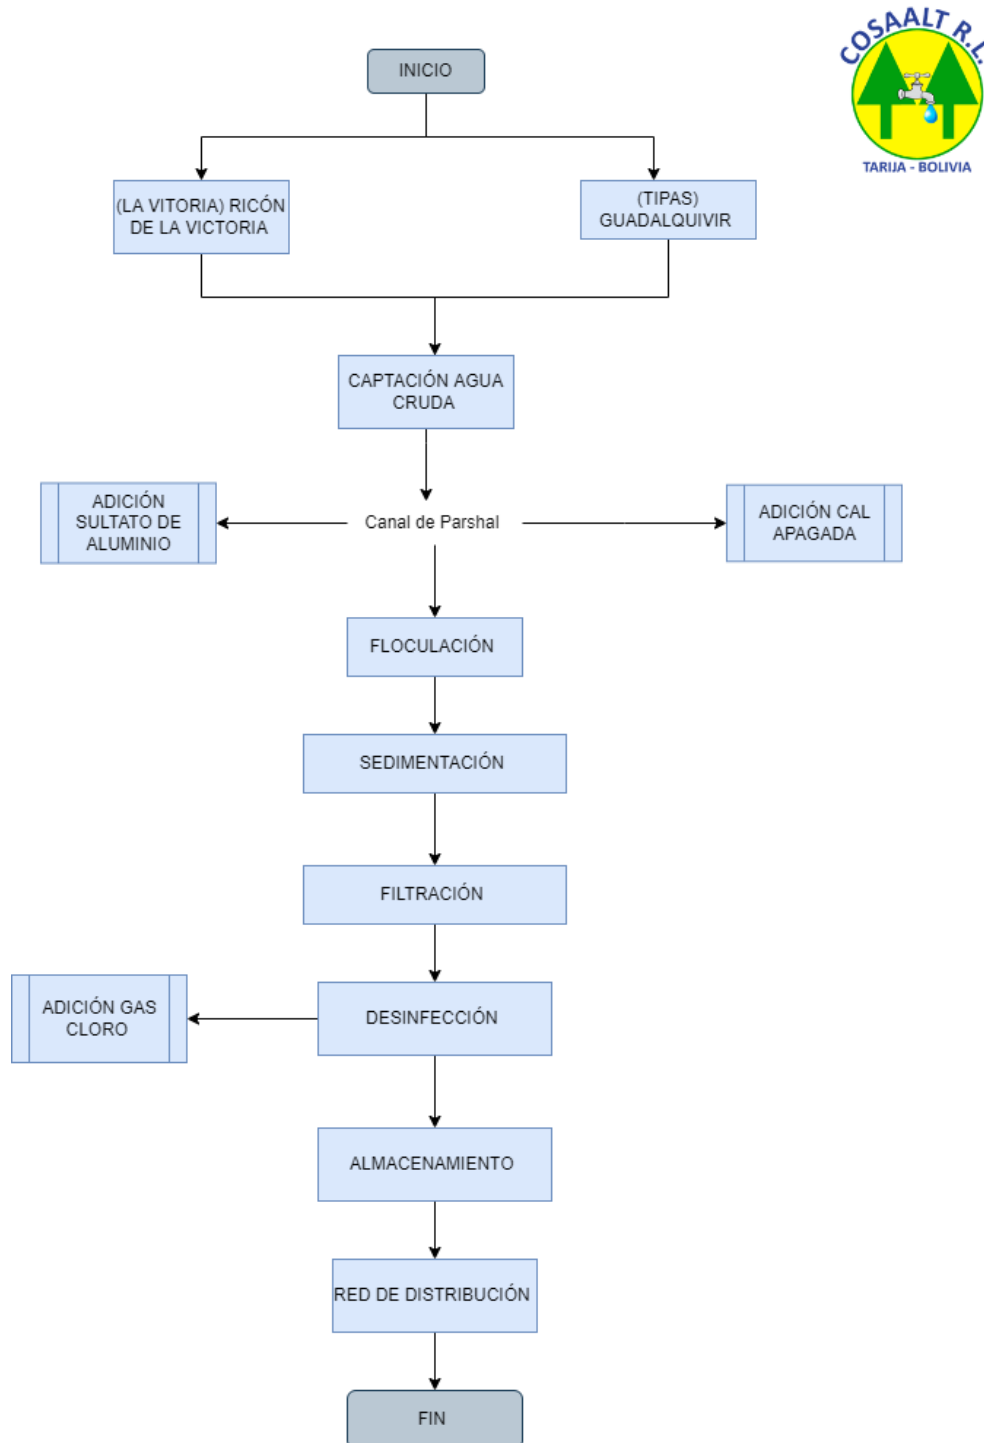 COSAALT R.L.
TARIJA - BOLIVIA
INICIO
(LA VITORIA) RICÓN
DE LA VICTORIA
(TIPAS)
GUADALQUIVIR
CAPTACIÓN AGUA
CRUDA
ADICIÓN
SULTATO DE
ALUMINIO
Canal de Parshal
ADICIÓN CAL
APAGADA
FLOCULACIÓN
SEDIMENTACIÓN
FILTRACIÓN
ADICIÓN GAS
CLORO
DESINFECCIÓN
ALMACENAMIENTO
RED DE DISTRIBUCIÓN
FIN